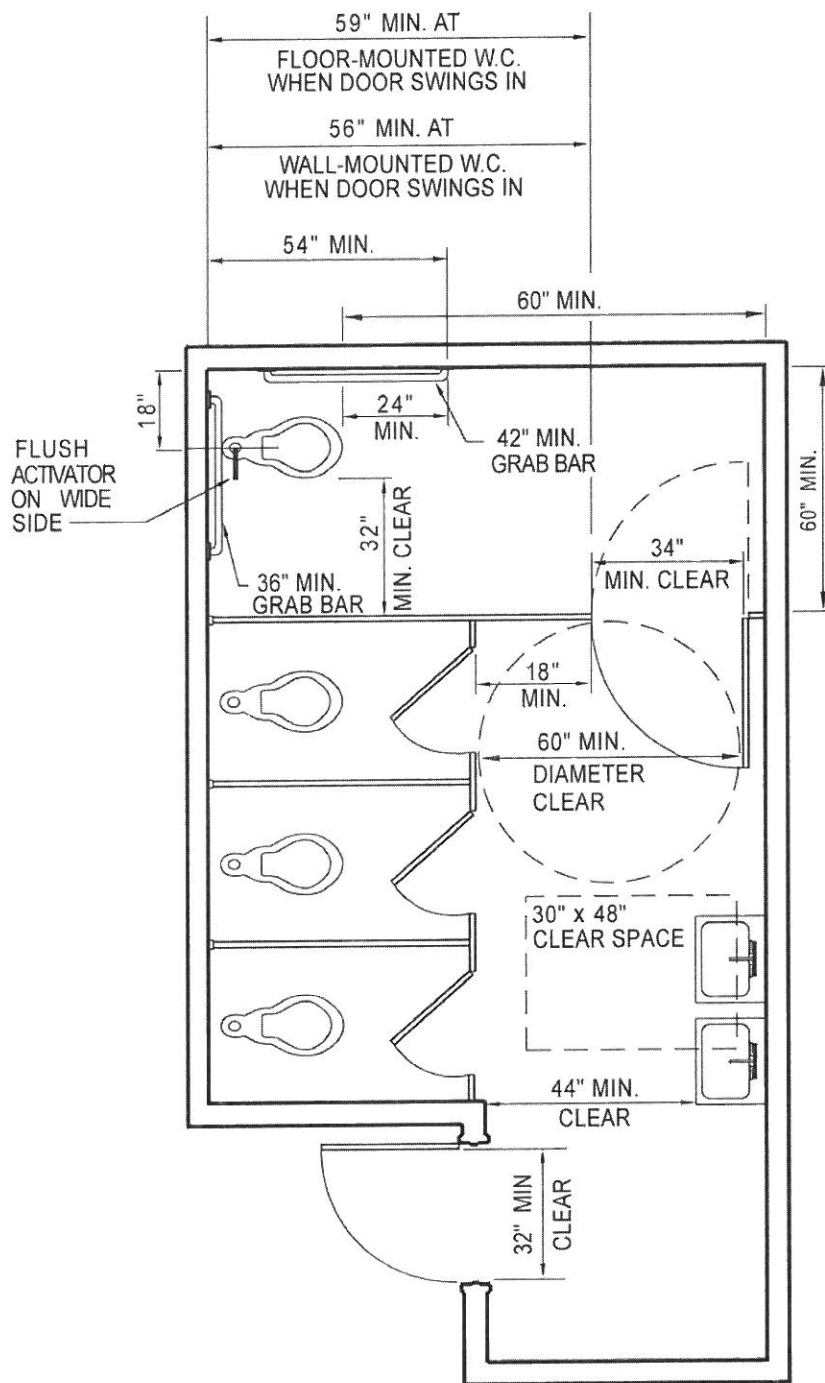 59" MIN. AT
FLOOR-MOUNTED W.C.
WHEN DOOR SWINGS IN
56" MIN. AT
WALL-MOUNTED W.C.
WHEN DOOR SWINGS IN
54" MIN.
60" MIN.
18"
24"
MIN.
42" MIN.
GRAB BAR
FLUSH
ACTIVATOR
ON WIDE
SIDE
60" MIN.
32"
MIN. CLEAR
34"
MIN. CLEAR
36" MIN.
GRAB BAR
18"
MIN.
60" MIN.
DIAMETER
CLEAR
30" x 48"
CLEAR SPACE
44" MIN.
CLEAR
32" MIN
CLEAR